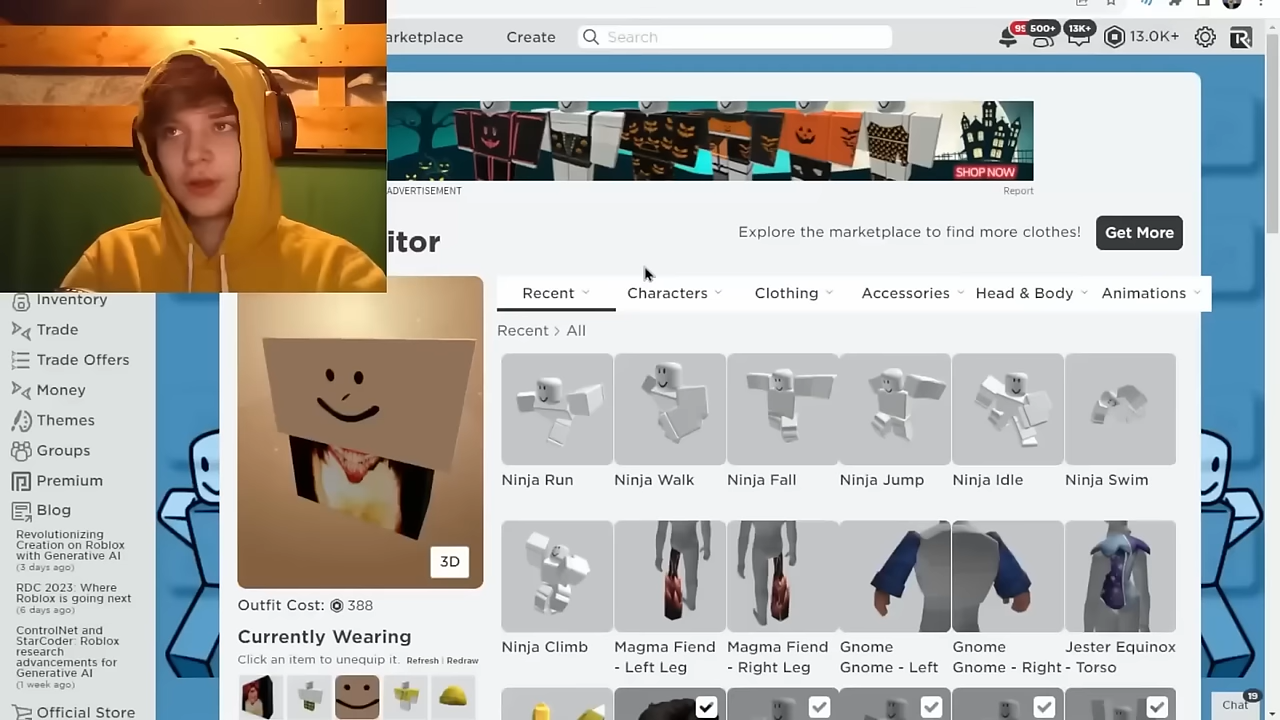 arketplace
Create
Search
99
500+
13K+
13.0K+
SHOP NOW
ADVERTISEMENT
Report
itor
Explore the marketplace to find more clothes!
Get More
Inventory
Trade
Trade Offers
Money
Themes
Groups
Premium
Blog
Revolutionizing
Creation on Roblox
with Generative AI
(3 days ago)
RDC 2023: Where
Roblox is going next
(6 days ago)
ControlNet and
StarCoder: Roblox
research
advancements for
Generative AI
(1 week ago)
Official Store
3D
Outfit Cost: 388
Currently Wearing
Click an item to unequip it. Refresh | Redraw
Recent
Characters
Clothing
Accessories
Head & Body
Animations
Recent > All
Ninja Run
Ninja Walk
Ninja Fall
Ninja Jump
Ninja Idle
Ninja Swim
Ninja Climb
Magma Fiend
- Left Leg
Magma Fiend
- Right Leg
Gnome
Gnome - Left
Gnome
Gnome - Right
Jester Equinox
- Torso
Chat
19